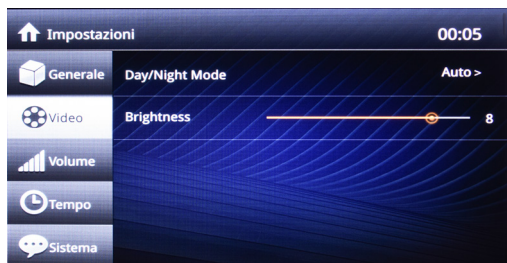 Impostazioni
00:05
Generale
Day/Night Mode
Auto >
Video
Brightness
8
Volume
Tempo
Sistema